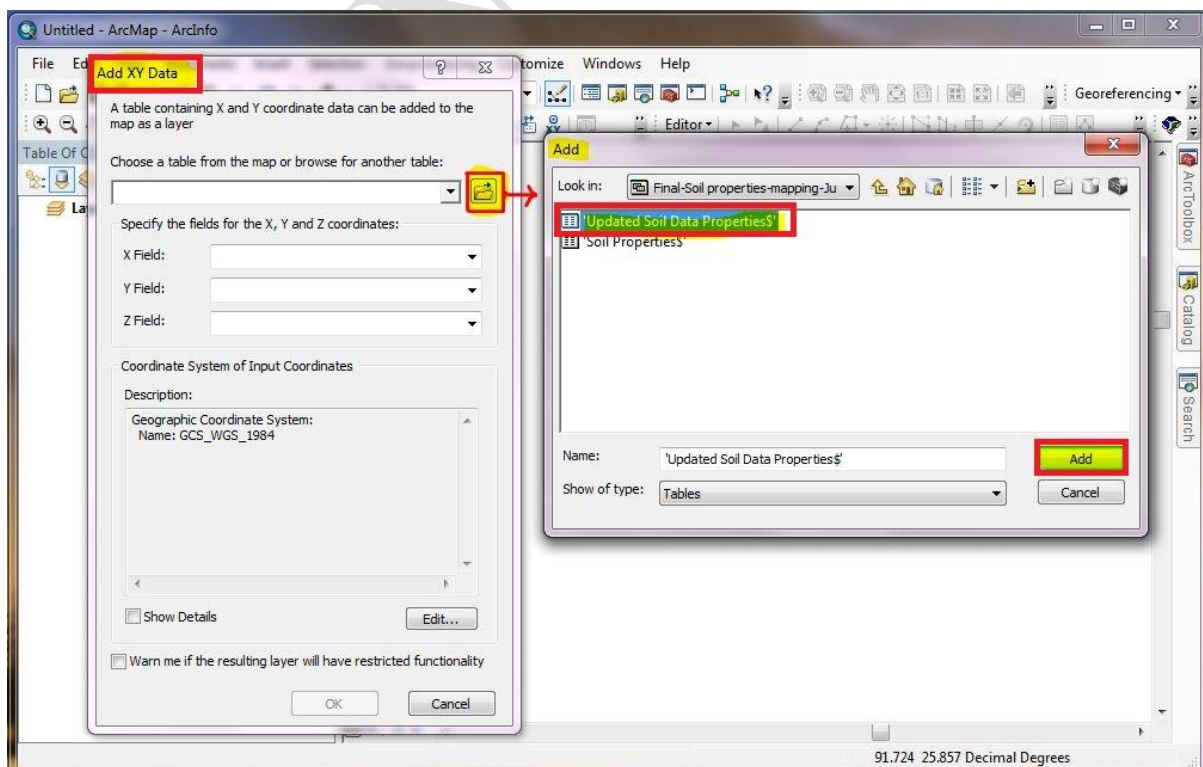 Untitled - ArcMap - ArcInfo
File Ed
tomize Windows Help
Georeferencing
Editor
Table Of C
La
Add XY Data
A table containing X and Y coordinate data can be added to the
map as a layer
Choose a table from the map or browse for another table:
Specify the fields for the X, Y and Z coordinates:
X Field:
Y Field:
Z Field:
Coordinate System of Input Coordinates
Description:
Geographic Coordinate System:
Name: GCS_WGS_1984
Show Details
Edit...
Warn me if the resulting layer will have restricted functionality
OK
Cancel
Add
Look in: Final-Soil properties-mapping-Ju
'Updated Soil Data Properties$'
'Soil Properties$'
Name: 'Updated Soil Data Properties$'
Add
Show of type: Tables
Cancel
ArcToolbox
Catalog
Search
91.724 25.857 Decimal Degrees